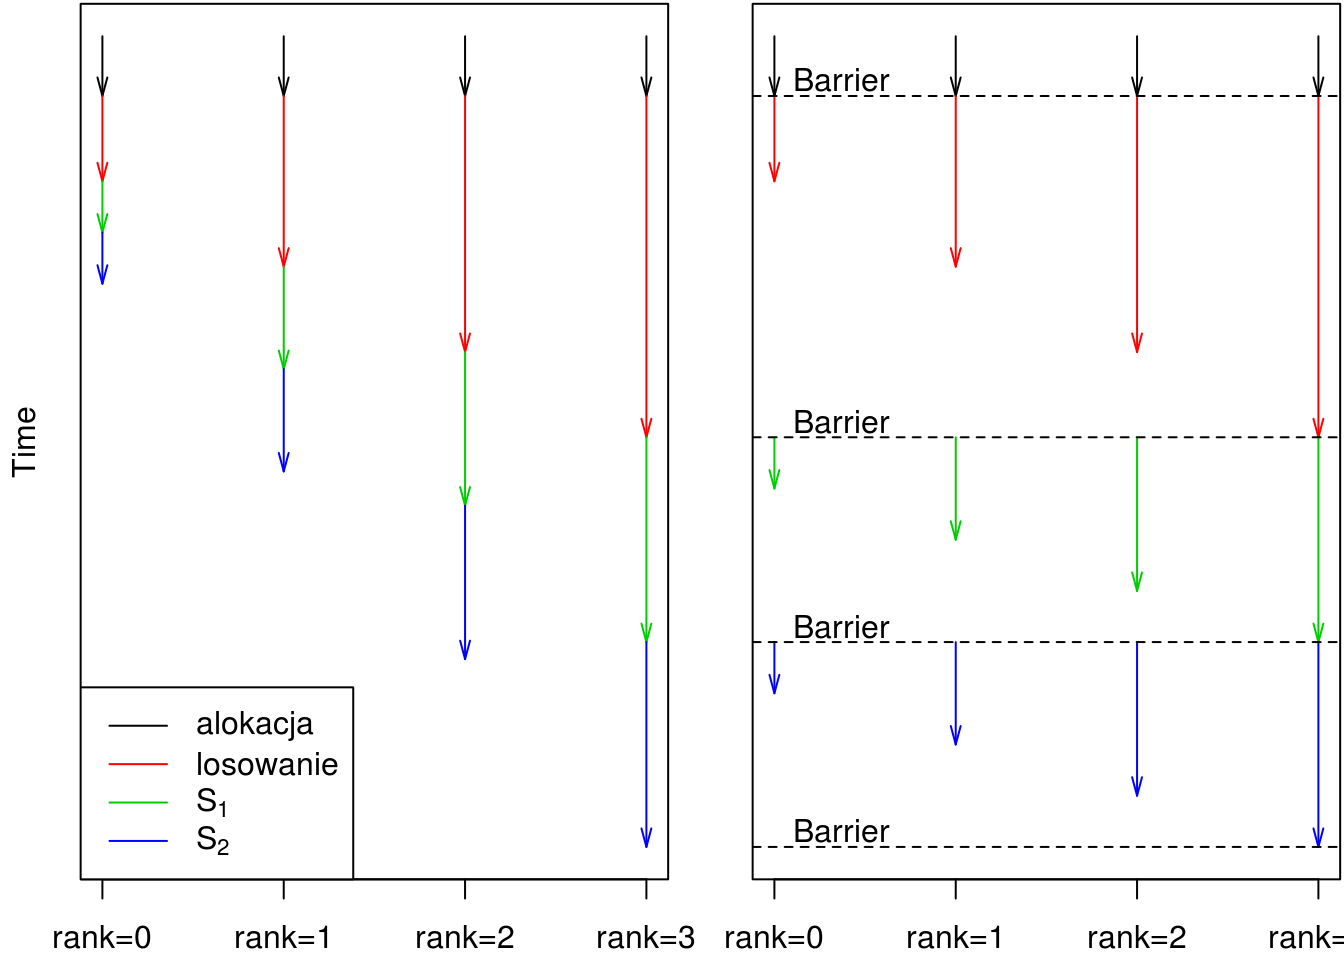 Barrier
Time
Barrier
Barrier
alokacja
losowanie
S₁
S₂
Barrier
rank=0 rank=1 rank=2 rank=3 rank=0 rank=1 rank=2 rank=